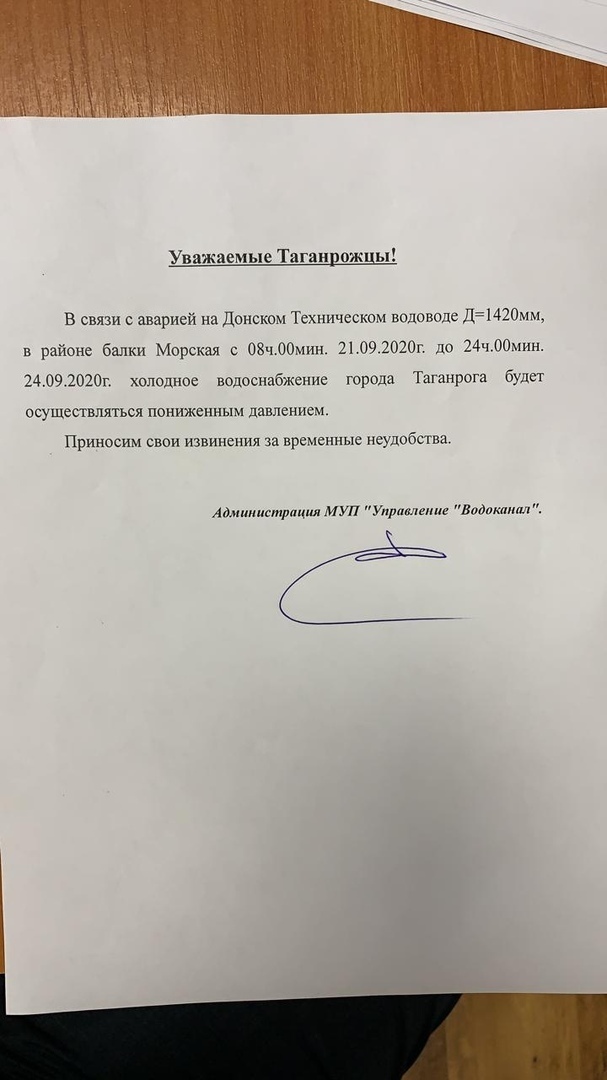 Уважаемые Таганрожцы!
В связи с аварией на Донском Техническом водоводе Д=1420мм,
в районе балки Морская с 08ч.00мин. 21.09.2020г. до 24ч.00мин.
24.09.2020г. холодное водоснабжение города Таганрога будет
осуществляться пониженным давлением.
Приносим свои извинения за временные неудобства.
Администрация МУП "Управление "Водоканал".